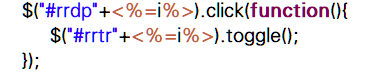 $("#rrdp"+<%=i%>).click(function(){
$("#rrtr"+<%=i%>).toggle();
});